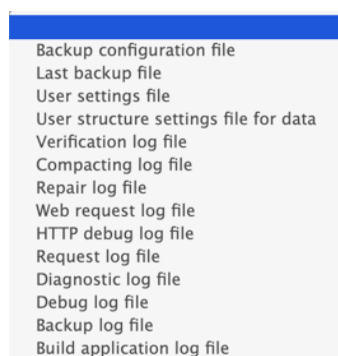 Backup configuration file
Last backup file
User settings file
User structure settings file for data
Verification log file
Compacting log file
Repair log file
Web request log file
HTTP debug log file
Request log file
Diagnostic log file
Debug log file
Backup log file
Build application log file